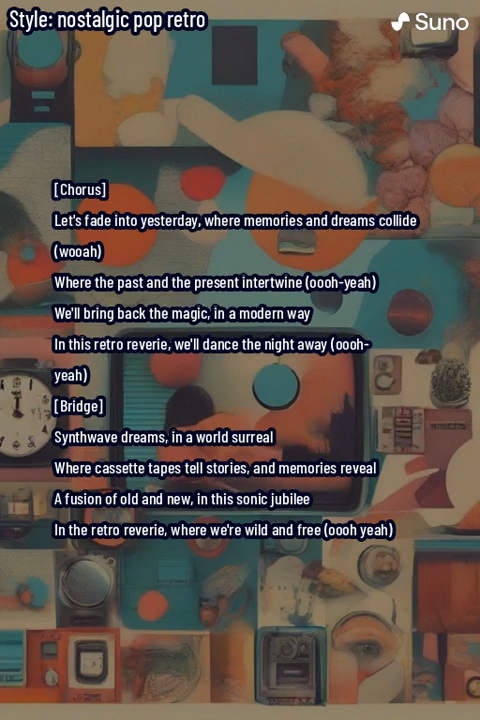 Style: nostalgic pop retro
Suno
[Chorus]
Let's fade into yesterday, where memories and dreams collide
(wooah)
Where the past and the present intertwine (oooh-yeah)
We'll bring back the magic, in a modern way
In this retro reverie, we'll dance the night away (oooh-
yeah)
[Bridge]
Synthwave dreams, in a world surreal
Where cassette tapes tell stories, and memories reveal
A fusion of old and new, in this sonic jubilee
In the retro reverie, where we're wild and free (oooh yeah)